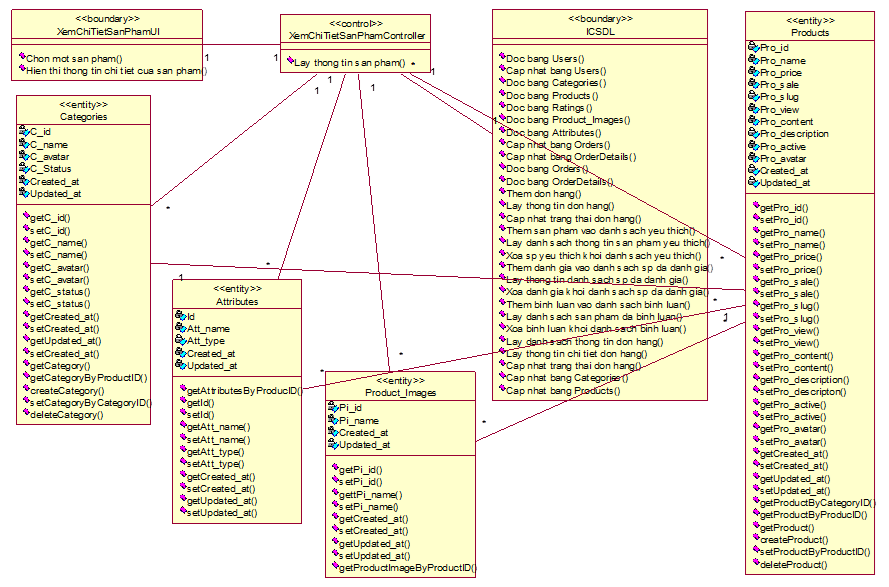 <<boundary>>
XemChiTietSanPhamUI
Chon mot san pham()
Hien thi thong tin chi tiet cua san pham()
1
1
<<control>>
XemChiTietSanPhamController
Lay thong tin san pham()
*
1
1
1
1
<<boundary>>
ICSDL
Doc bang Users()
Cap nhat bang Users()
Doc bang Categories()
Doc bang Products()
Doc bang Ratings()
Doc bang Product_Images()
Doc bang Attributes()
Cap nhat bang Orders()
Cap nhat bang OrderDetails()
Doc bang Orders()
Doc bang OrderDetails()
Them don hang()
Lay thong tin don hang()
Cap nhat trang thai don hang()
Them san pham vao danh sach yeu thich()
Lay danh sach thong tin san pham yeu thich()
Xoa sp yeu thich khoi danh sach yeu thich()
Them danh gia vao danh sach sp da danh gia()
Lay thong tin danh sach sp da danh gia()
Xoa danh gia khoi danh sach sp da danh gia()
Them binh luan vao danh sach binh luan()
Lay danh sach san pham da binh luan()
Xoa binh luan khoi danh sach binh luan()
Lay danh sach thong tin don hang()
Lay thong tin chi tiet don hang()
Cap nhat trang thai don hang()
Cap nhat bang Categories()
Cap nhat bang Products()
1
<<entity>>
Products
Pro_id
Pro_name
Pro_price
Pro_sale
Pro_slug
Pro_view
Pro_content
Pro_description
Pro_active
Pro_avatar
Created_at
Updated_at
getPro_id()
setPro_id()
getPro_name()
setPro_name()
getPro_price()
setPro_price()
getPro_sale()
setPro_sale()
getPro_slug()
setPro_slug()
getPro_view()
setPro_view()
getPro_content()
setPro_content()
getPro_description()
setPro_descripton()
getPro_active()
setPro_active()
getPro_avatar()
setPro_avatar()
getCreated_at()
setCreated_at()
getUpdated_at()
setUpdated_at()
getProductByCategoryID()
getProductByProducID()
getProduct()
createProduct()
setProductByProductID()
deleteProduct()
<<entity>>
Categories
C_id
C_name
C_avatar
C_Status
Created_at
Updated_at
getC_id()
setC_id()
getC_name()
setC_name()
getC_avatar()
setC_avatar()
getC_status()
setC_status()
getCreated_at()
setCreated_at()
getUpdated_at()
setCreated_at()
getCategory()
getCategoryByProductID()
createCategory()
setCategoryByCategoryID()
deleteCategory()
*
*
1
<<entity>>
Attributes
Id
Att_name
Att_type
Created_at
Updated_at
getAttributesByProducID()
getId()
setId()
getAtt_name()
setAtt_name()
getAtt_type()
setAtt_type()
getCreated_at()
setCreated_at()
getUpdated_at()
setUpdated_at()
*
*
<<entity>>
Product_Images
Pi_id
Pi_name
Created_at
Updated_at
getPi_id()
setPi_id()
gettPi_name()
setPi_name()
getCreated_at()
setCreated_at()
getUpdated_at()
setUpdated_at()
getProductImageByProductID()
*
*
*
1